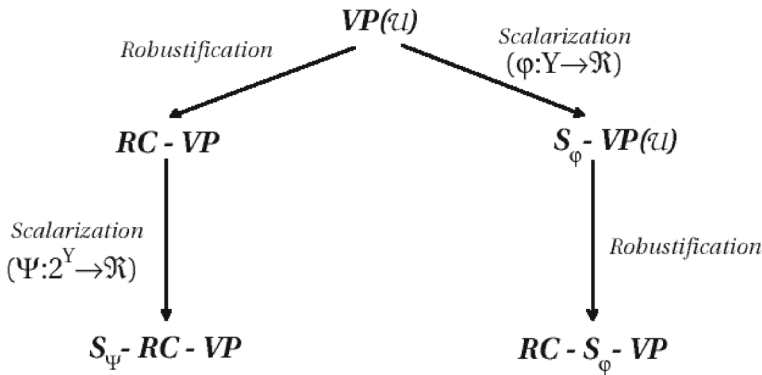 VP(𝒰)
Robustification
Scalarization
(φ:Y→ℜ)
RC - VP
S_φ - VP(𝒰)
Scalarization
(Ψ:2^Y→ℜ)
Robustification
S_Ψ - RC - VP
RC - S_φ - VP